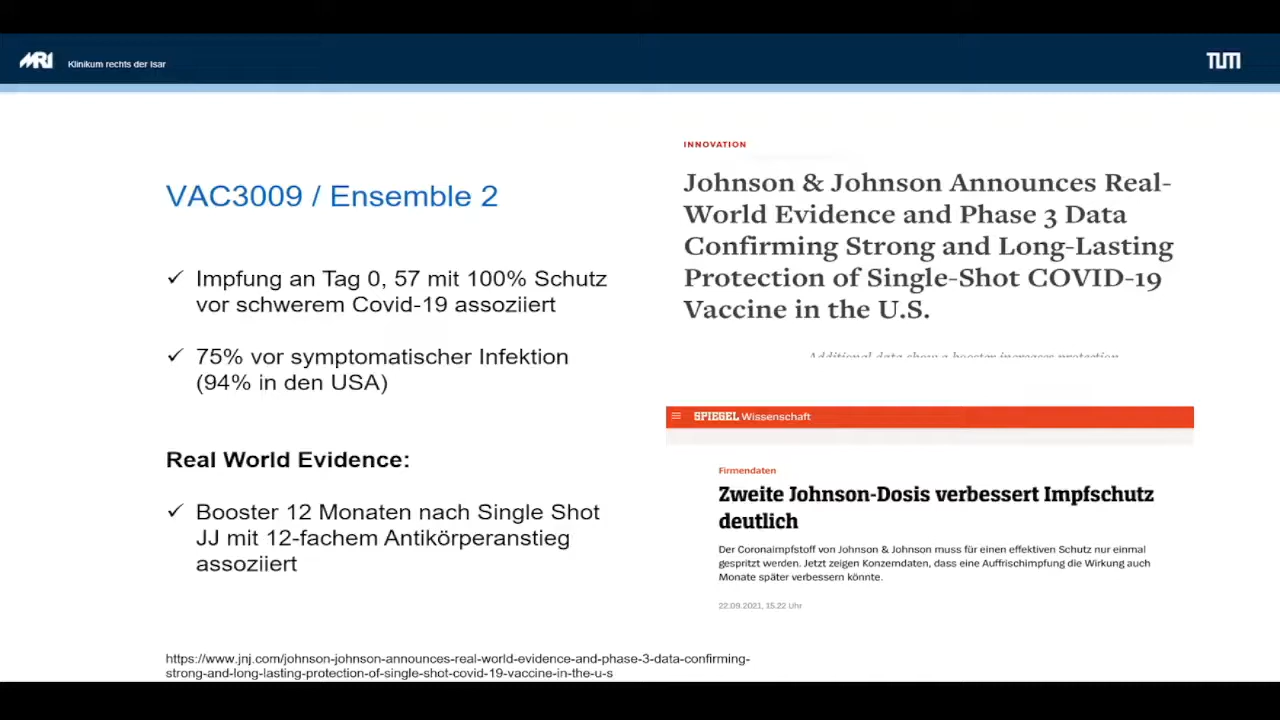 MRI
Klinikum rechts der Isar
TUM
VAC3009 / Ensemble 2
✓ Impfung an Tag 0, 57 mit 100% Schutz
vor schwerem Covid-19 assoziiert
✓ 75% vor symptomatischer Infektion
(94% in den USA)
Real World Evidence:
✓ Booster 12 Monaten nach Single Shot
JJ mit 12-fachem Antikörperanstieg
assoziiert
INNOVATION
Johnson & Johnson Announces Real-
World Evidence and Phase 3 Data
Confirming Strong and Long-Lasting
Protection of Single-Shot COVID-19
Vaccine in the U.S.
Additional data show a booster increases protection
SPIEGEL Wissenschaft
Firmendaten
Zweite Johnson-Dosis verbessert Impfschutz
deutlich
Der Coronaimpfstoff von Johnson & Johnson muss für einen effektiven Schutz nur einmal
gespritzt werden. Jetzt zeigen Konzerndaten, dass eine Auffrischimpfung die Wirkung auch
Monate später verbessern könnte.
22.09.2021, 15.22 Uhr
https://www.jnj.com/johnson-johnson-announces-real-world-evidence-and-phase-3-data-confirming-
strong-and-long-lasting-protection-of-single-shot-covid-19-vaccine-in-the-u-s